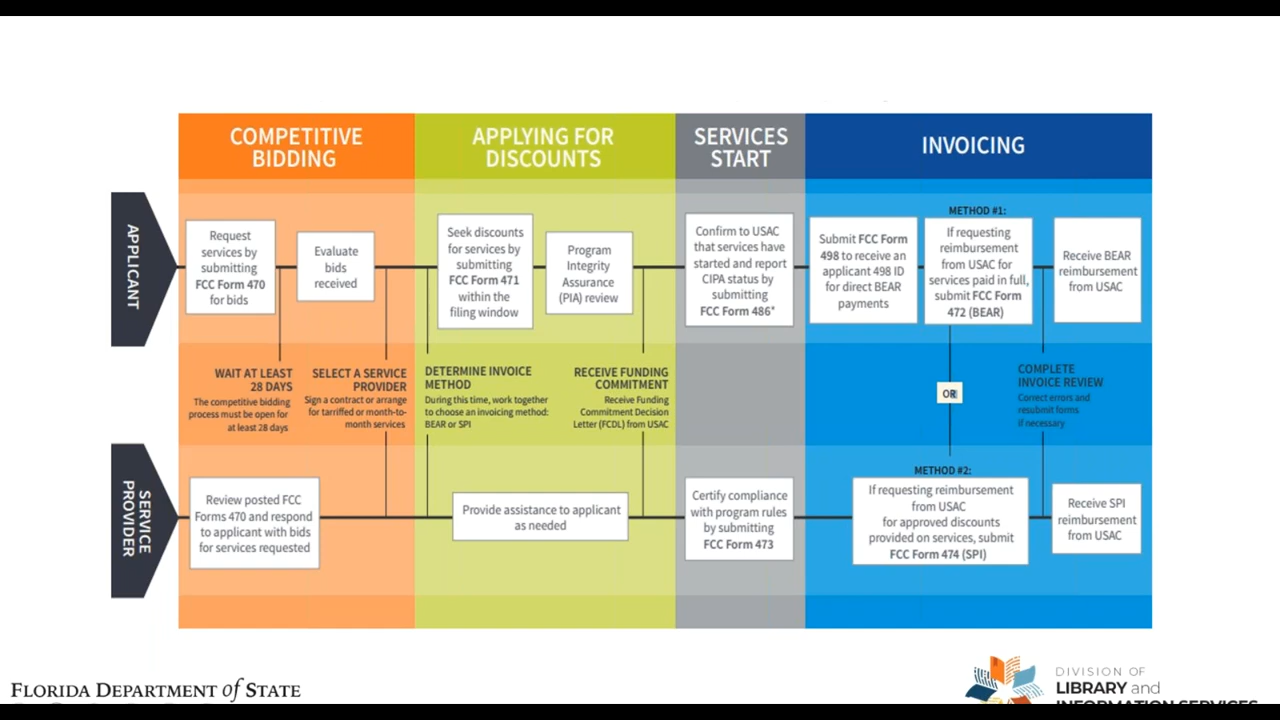 COMPETITIVE
BIDDING
APPLYING FOR
DISCOUNTS
SERVICES
START
INVOICING
APPLICANT
Request
services by
submitting
FCC Form 470
for bids
Evaluate
bids
received
Seek discounts
for services by
submitting
FCC Form 471
within the
filing window
Program
Integrity
Assurance
(PIA) review
Confirm to USAC
that services have
started and report
CIPA status by
submitting
FCC Form 486*
Submit FCC Form
498 to receive an
applicant 498 ID
for direct BEAR
payments
METHOD #1:
If requesting
reimbursement
from USAC for
services paid in full,
submit FCC Form
472 (BEAR)
Receive BEAR
reimbursement
from USAC
WAIT AT LEAST
28 DAYS
The competitive bidding
process must be open for
at least 28 days
SELECT A SERVICE
PROVIDER
Sign a contract or arrange
for tarriffed or month-to-
month services
DETERMINE INVOICE
METHOD
During this time, work together
to choose an invoicing method:
BEAR or SPI
RECEIVE FUNDING
COMMITMENT
Receive Funding
Commitment Decision
Letter (FCDL) from USAC
OR
COMPLETE
INVOICE REVIEW
Correct errors and
resubmit forms
if necessary
SERVICE
PROVIDER
Review posted FCC
Forms 470 and respond
to applicant with bids
for services requested
Provide assistance to applicant
as needed
Certify compliance
with program rules
by submitting
FCC Form 473
METHOD #2:
If requesting reimbursement
from USAC
for approved discounts
provided on services, submit
FCC Form 474 (SPI)
Receive SPI
reimbursement
from USAC
FLORIDA DEPARTMENT of STATE
DIVISION OF
LIBRARY and
INFORMATION SERVICES